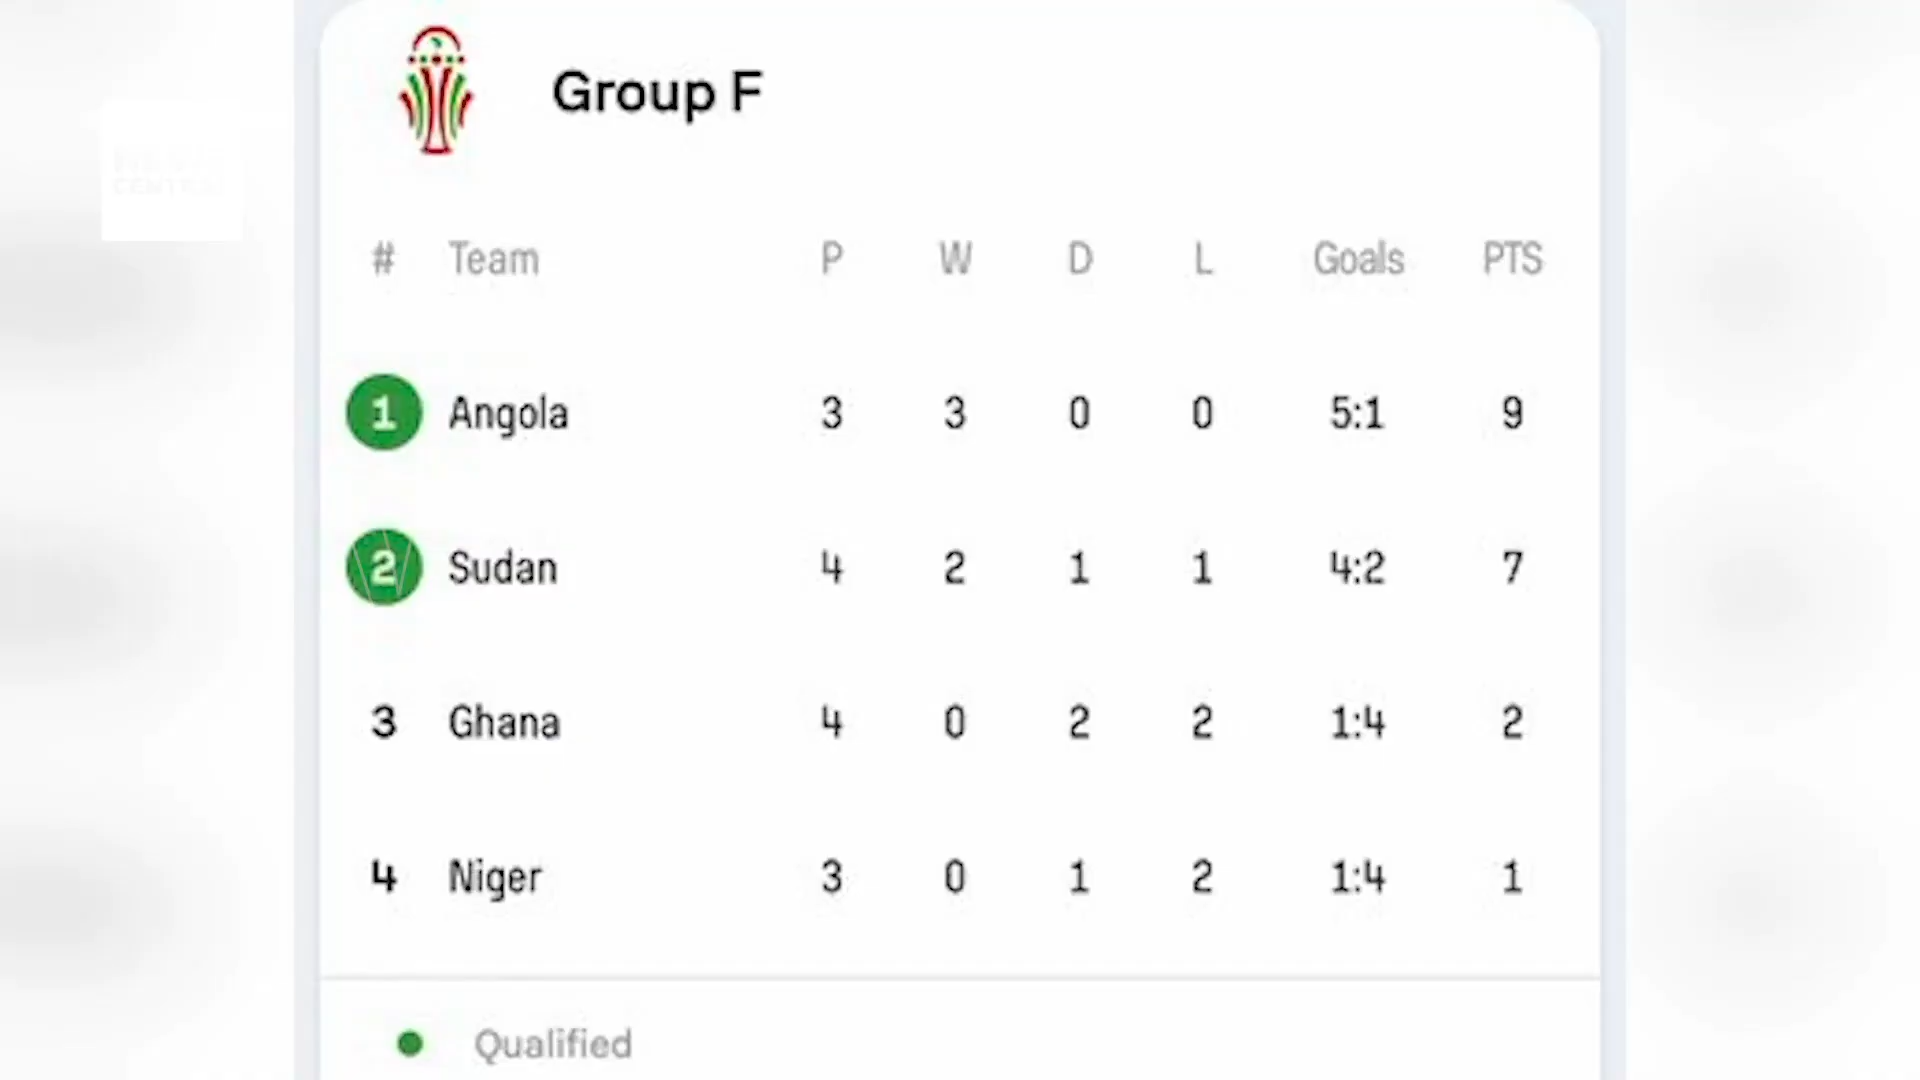 Group F
# Team P W D L Goals PTS
1 Angola 3 3 0 0 5:1 9
2 Sudan 4 2 1 1 4:2 7
3 Ghana 4 0 2 2 1:4 2
4 Niger 3 0 1 2 1:4 1
Qualified